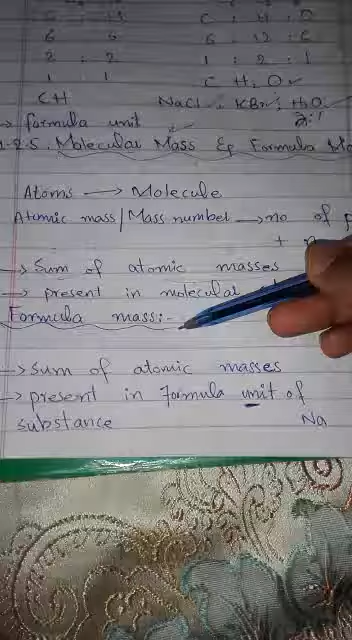 6 6 6 : 12 : 6
2 : 2 1 : 2 : 1
1 : 1 C H₂O
CH NaCl, KBr, H₂O
→ formula unit 2:1
.2.5. Molecular Mass & Formula
Atoms → Molecule
Atomic mass/Mass number → no of
+
→ Sum of atomic masses
→ present in molecular
Formula mass:-
→ Sum of atomic masses
→ present in Formula unit of
substance Na